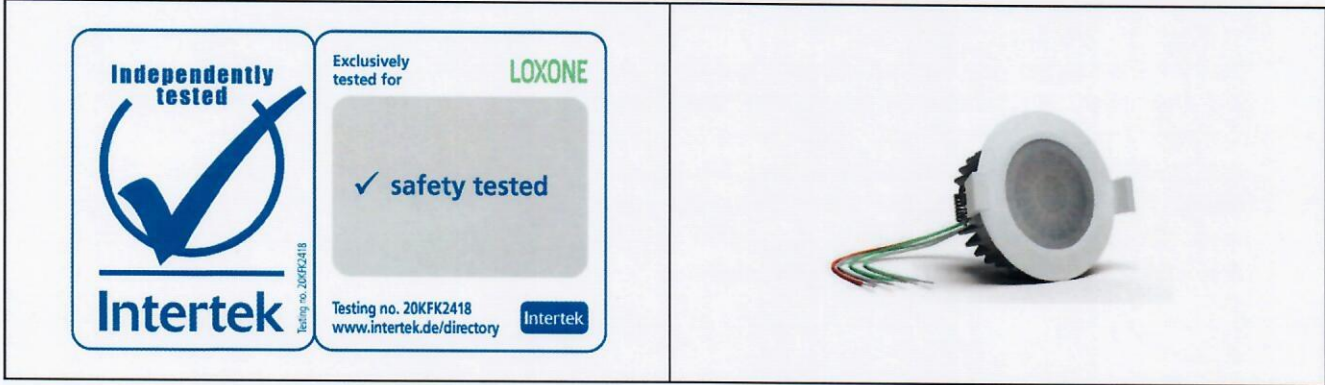 Independently
tested
Intertek
Testing no. 20KFK2418
Exclusively
tested for
LOXONE
✓ safety tested
Testing no. 20KFK2418
www.intertek.de/directory
Intertek